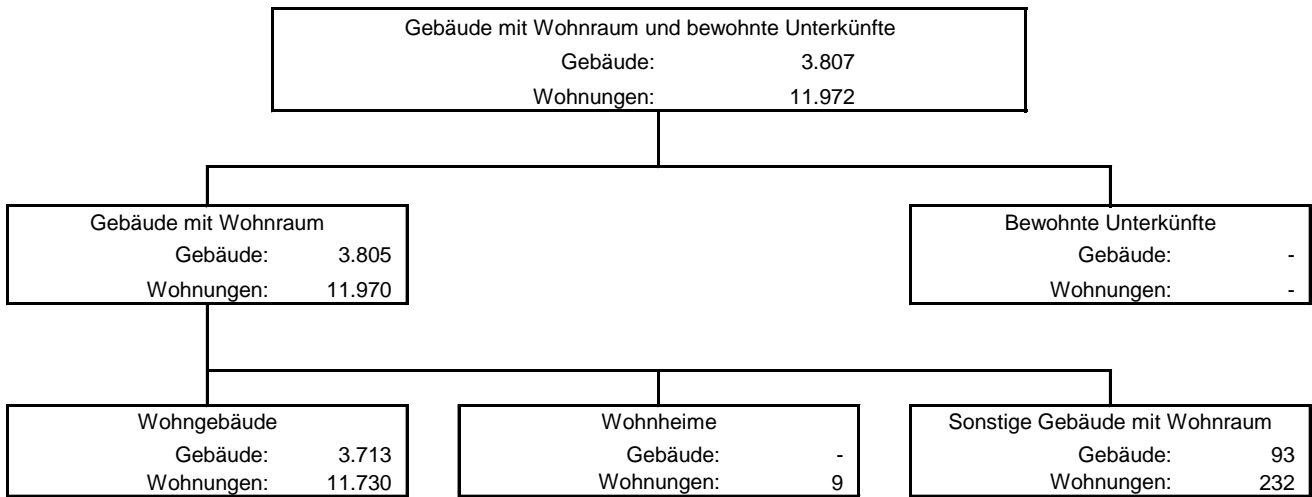 Gebäude mit Wohnraum und bewohnte Unterkünfte
Gebäude: 3.807
Wohnungen: 11.972
Gebäude mit Wohnraum
Gebäude: 3.805
Wohnungen: 11.970
Bewohnte Unterkünfte
Gebäude: -
Wohnungen: -
Wohngebäude
Gebäude: 3.713
Wohnungen: 11.730
Wohnheime
Gebäude: -
Wohnungen: 9
Sonstige Gebäude mit Wohnraum
Gebäude: 93
Wohnungen: 232